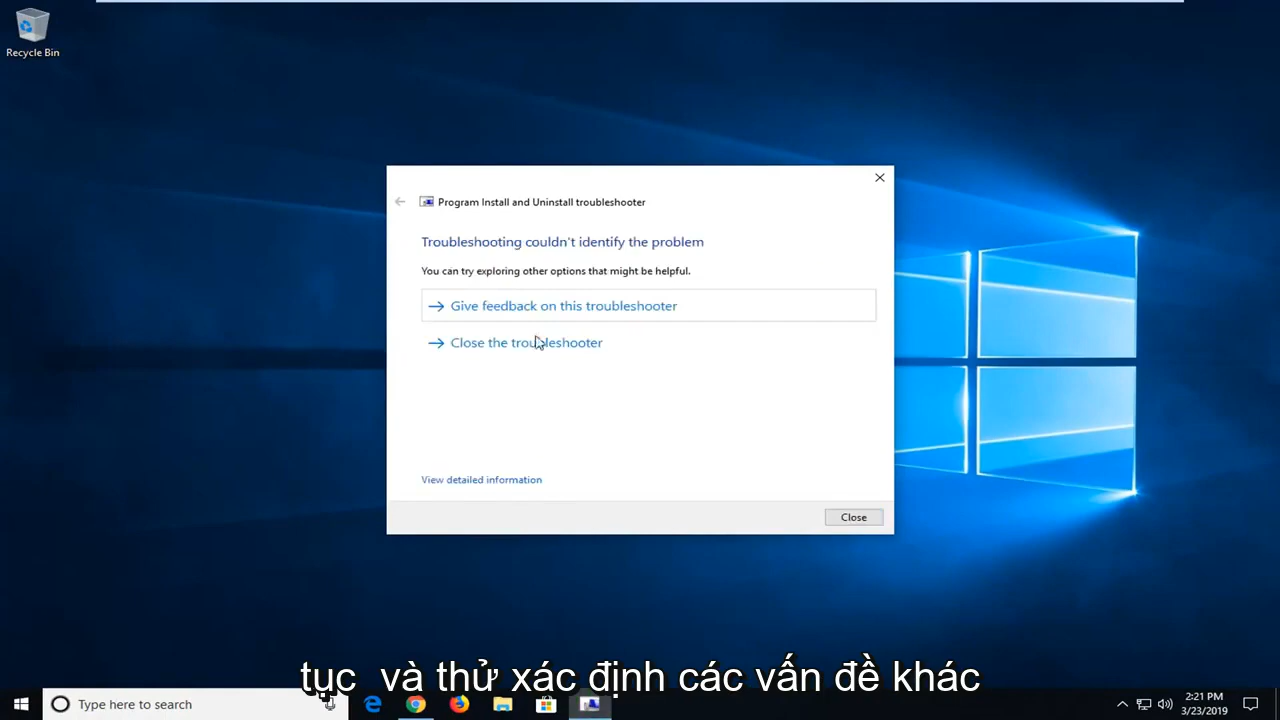 Recycle Bin
Program Install and Uninstall troubleshooter
Troubleshooting couldn't identify the problem
You can try exploring other options that might be helpful.
Give feedback on this troubleshooter
Close the troubleshooter
View detailed information
Close
tục và thử xác định các vấn đề khác
Type here to search
2:21 PM
3/23/2019